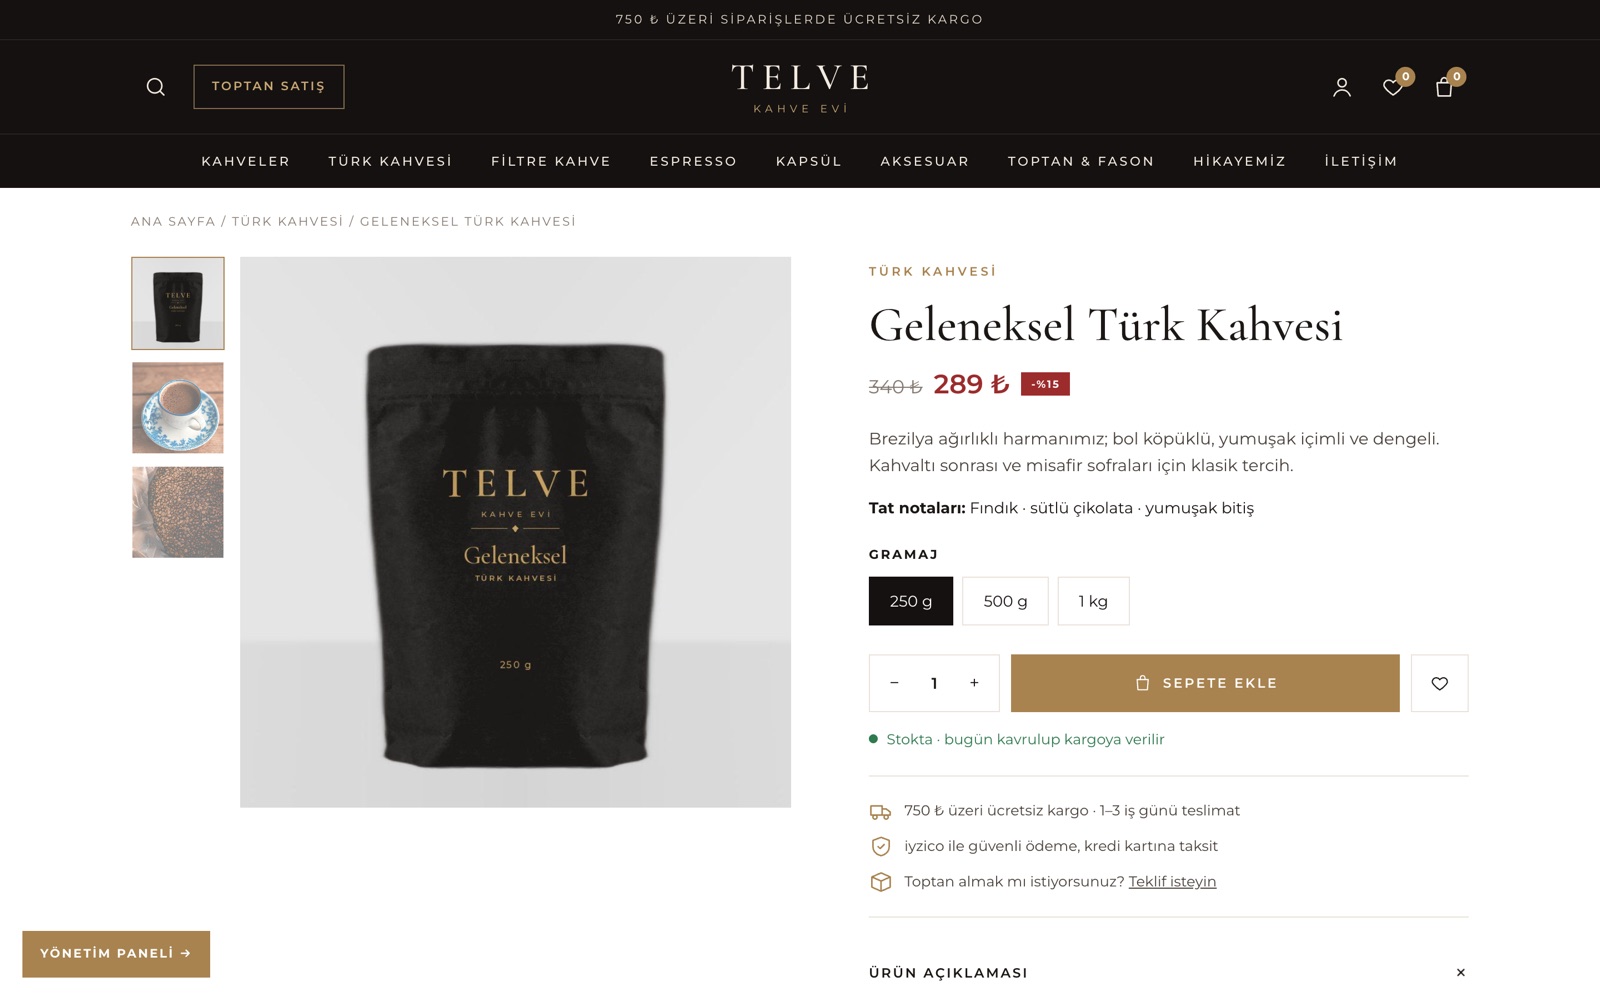 750 ₺ ÜZERİ SİPARİŞLERDE ÜCRETSİZ KARGO
TOPTAN SATIŞ
TELVE
KAHVE EVİ
0
0
KAHVELER
TÜRK KAHVESİ
FİLTRE KAHVE
ESPRESSO
KAPSÜL
AKSESUAR
TOPTAN & FASON
HİKAYEMİZ
İLETİŞİM
ANA SAYFA / TÜRK KAHVESİ / GELENEKSEL TÜRK KAHVESİ
TELVE
Geleneksel
TELVE
KAHVE EVI
Geleneksel
TÜRK KAHVESİ
250 g
TÜRK KAHVESİ
Geleneksel Türk Kahvesi
340 ₺ 289 ₺ -%15
Brezilya ağırlıklı harmanımız; bol köpüklü, yumuşak içimli ve dengeli.
Kahvaltı sonrası ve misafir sofraları için klasik tercih.
Tat notaları: Fındık · sütlü çikolata · yumuşak bitiş
GRAMAJ
250 g
500 g
1 kg
− 1 +
SEPETE EKLE
Stokta · bugün kavrulup kargoya verilir
750 ₺ üzeri ücretsiz kargo · 1–3 iş günü teslimat
iyzico ile güvenli ödeme, kredi kartına taksit
Toptan almak mı istiyorsunuz? Teklif isteyin
YÖNETİM PANELİ →
ÜRÜN AÇIKLAMASI ×